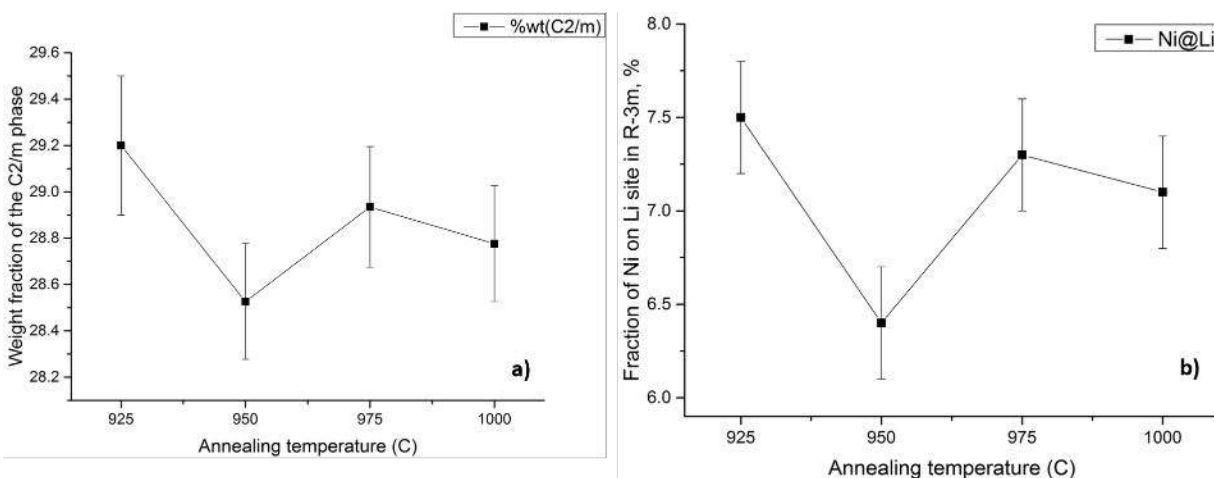 %wt(C2/m)
29.6
29.4
29.2
29.0
28.8
28.6
28.4
28.2
Weight fraction of the C2/m phase
925 950 975 1000
Annealing temperature (C)
a)
Ni@Li
8.0
7.5
7.0
6.5
6.0
Fraction of Ni on Li site in R-3m, %
925 950 975 1000
Annealing temperature (C)
b)